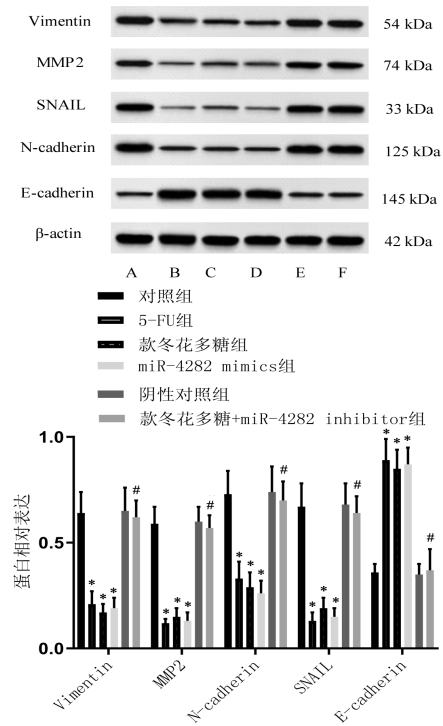 Vimentin 54 kDa
MMP2 74 kDa
SNAIL 33 kDa
N-cadherin 125 kDa
E-cadherin 145 kDa
β-actin 42 kDa
A B C D E F
对照组
5-FU组
款冬花多糖组
miR-4282 mimics组
阴性对照组
款冬花多糖+miR-4282 inhibitor组
蛋白相对表达
1.0
0.5
0.0
* * * #
* * * #
* * * #
* * * #
* * * #
Vimentin
MMP2
N-cadherin
SNAIL
E-cadherin